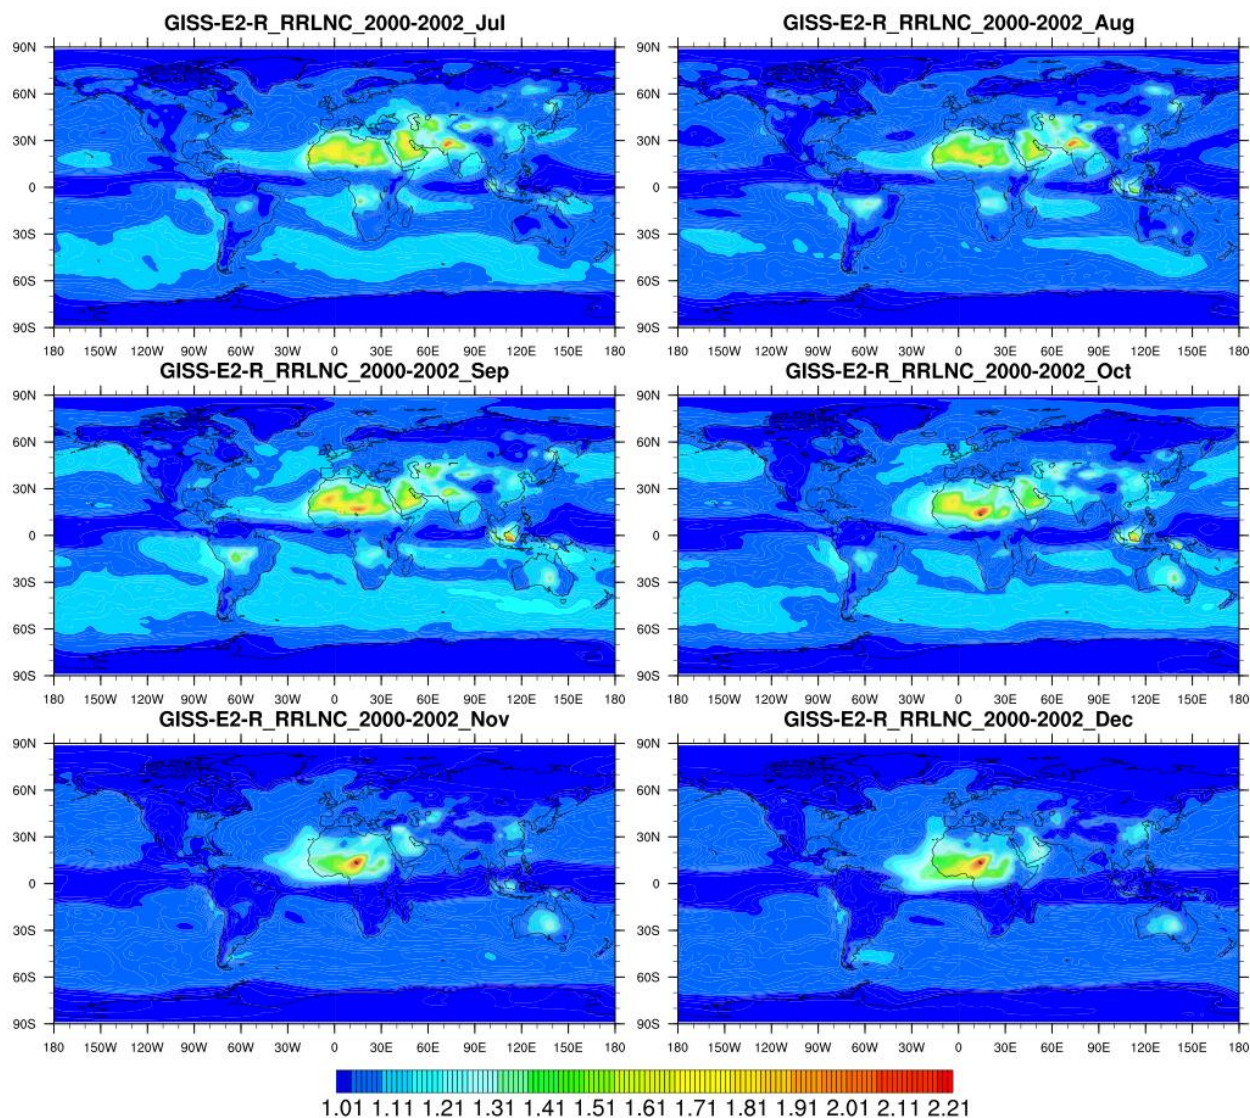 GISS-E2-R_RRLNC_2000-2002_Jul GISS-E2-R_RRLNC_2000-2002_Aug
90N 90N
60N 60N
30N 30N
0 0
30S 30S
60S 60S
90S 90S
180 150W 120W 90W 60W 30W 0 30E 60E 90E 120E 150E 180 180 150W 120W 90W 60W 30W 0 30E 60E 90E 120E 150E 180
GISS-E2-R_RRLNC_2000-2002_Sep GISS-E2-R_RRLNC_2000-2002_Oct
90N 90N
60N 60N
30N 30N
0 0
30S 30S
60S 60S
90S 90S
180 150W 120W 90W 60W 30W 0 30E 60E 90E 120E 150E 180 180 150W 120W 90W 60W 30W 0 30E 60E 90E 120E 150E 180
GISS-E2-R_RRLNC_2000-2002_Nov GISS-E2-R_RRLNC_2000-2002_Dec
90N 90N
60N 60N
30N 30N
0 0
30S 30S
60S 60S
90S 90S
180 150W 120W 90W 60W 30W 0 30E 60E 90E 120E 150E 180 180 150W 120W 90W 60W 30W 0 30E 60E 90E 120E 150E 180
1.01 1.11 1.21 1.31 1.41 1.51 1.61 1.71 1.81 1.91 2.01 2.11 2.21